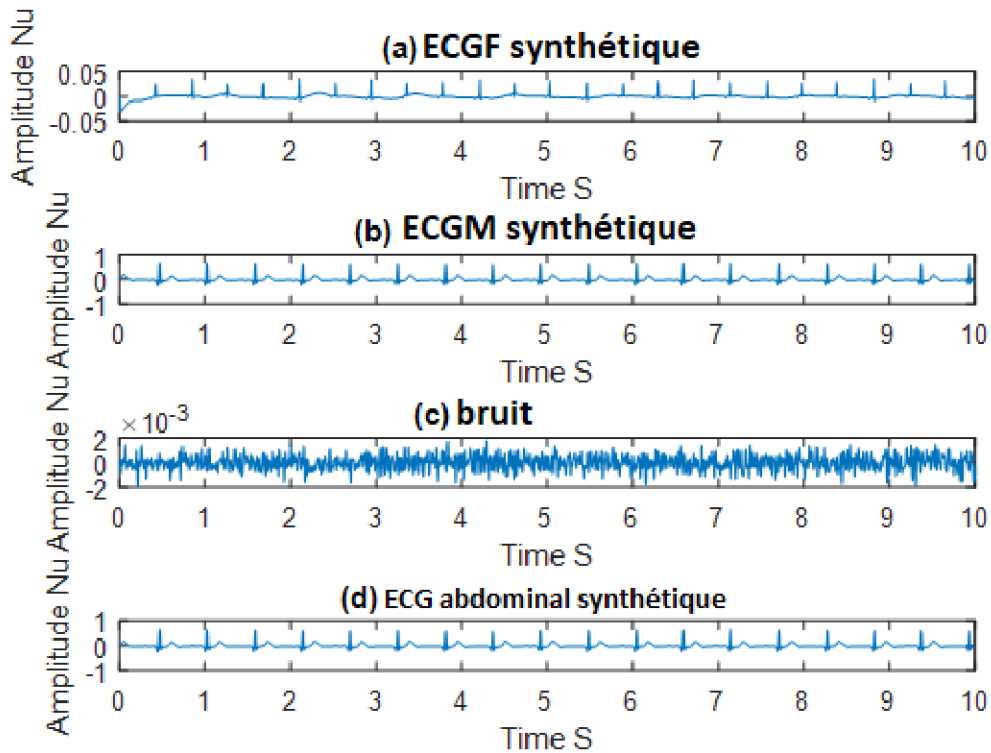 (a) ECGF synthétique
Amplitude Nu
0.05
0
-0.05
0 1 2 3 4 5 6 7 8 9 10
Time S
(b) ECGM synthétique
Amplitude Nu
1
0
-1
0 1 2 3 4 5 6 7 8 9 10
Time S
(c) bruit
Amplitude Nu
× 10-3
2
0
-2
0 1 2 3 4 5 6 7 8 9 10
Time S
(d) ECG abdominal synthétique
Amplitude Nu
1
0
-1
0 1 2 3 4 5 6 7 8 9 10
Time S